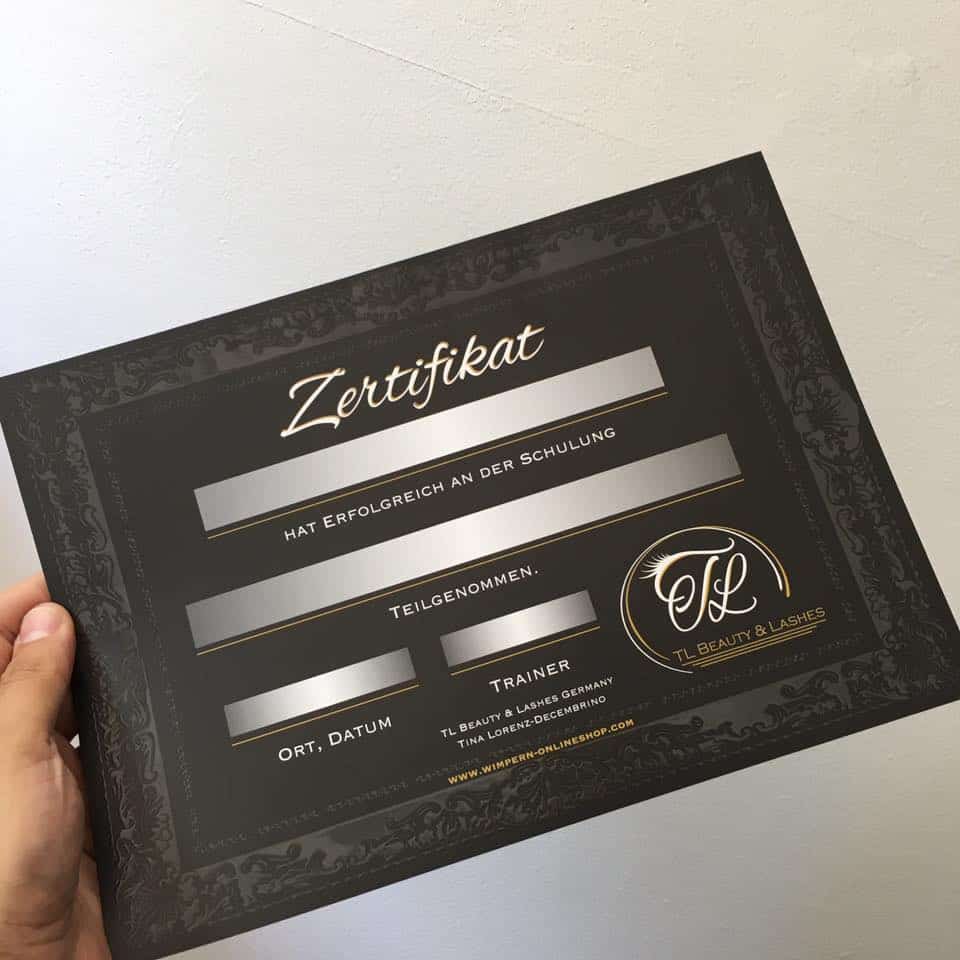 Zertifikat
HAT ERFOLGREICH AN DER SCHULUNG
TEILGENOMMEN.
ORT, DATUM
TRAINER
TL BEAUTY & LASHES GERMANY
TINA LORENZ-DECEMBRINO
WWW.WIMPERN-ONLINESHOP.COM
TL
TL BEAUTY & LASHES